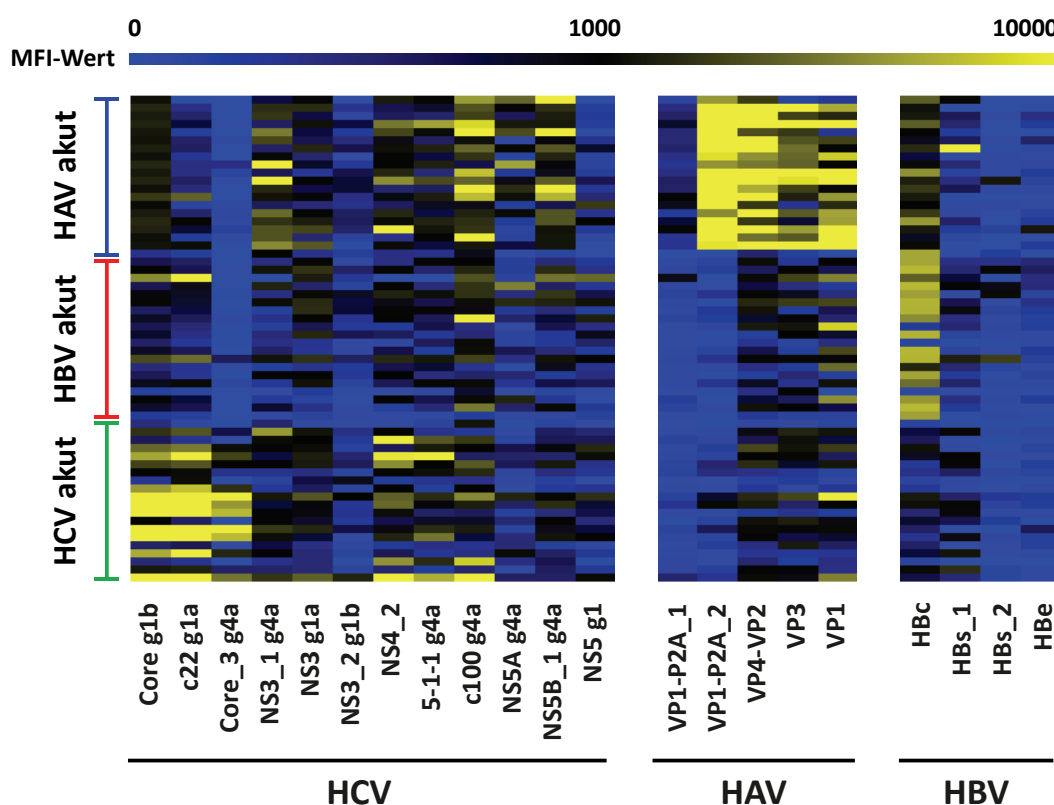 0 1000 10000
MFI-Wert
HAV akut
HBV akut
HCV akut
Core g1b
c22 g1a
Core_3 g4a
NS3_1 g4a
NS3 g1a
NS3_2 g1b
NS4_2
5-1-1 g4a
c100 g4a
NS5A g4a
NS5B_1 g4a
NS5 g1
VP1-P2A_1
VP1-P2A_2
VP4-VP2
VP3
VP1
HBc
HBs_1
HBs_2
HBe
HCV HAV HBV